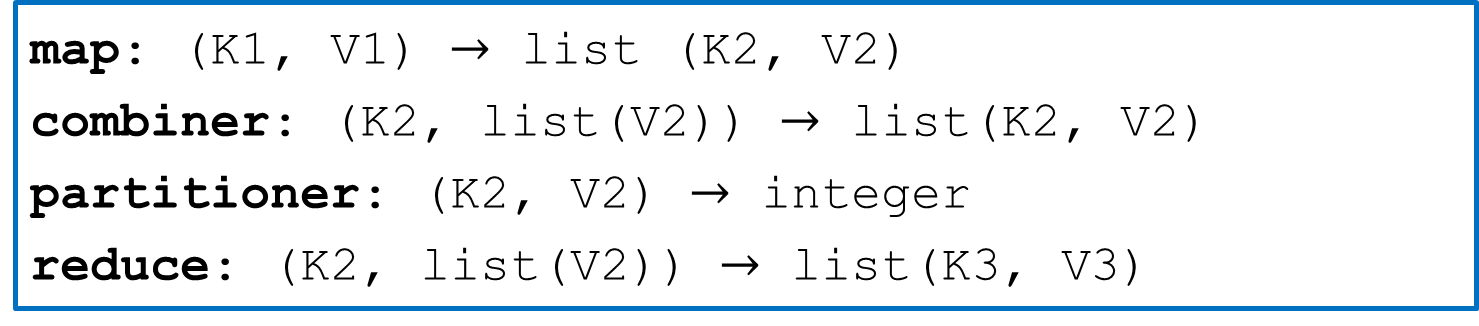 map: (K1, V1) → list (K2, V2)
combiner: (K2, list(V2)) → list(K2, V2)
partitioner: (K2, V2) → integer
reduce: (K2, list(V2)) → list(K3, V3)